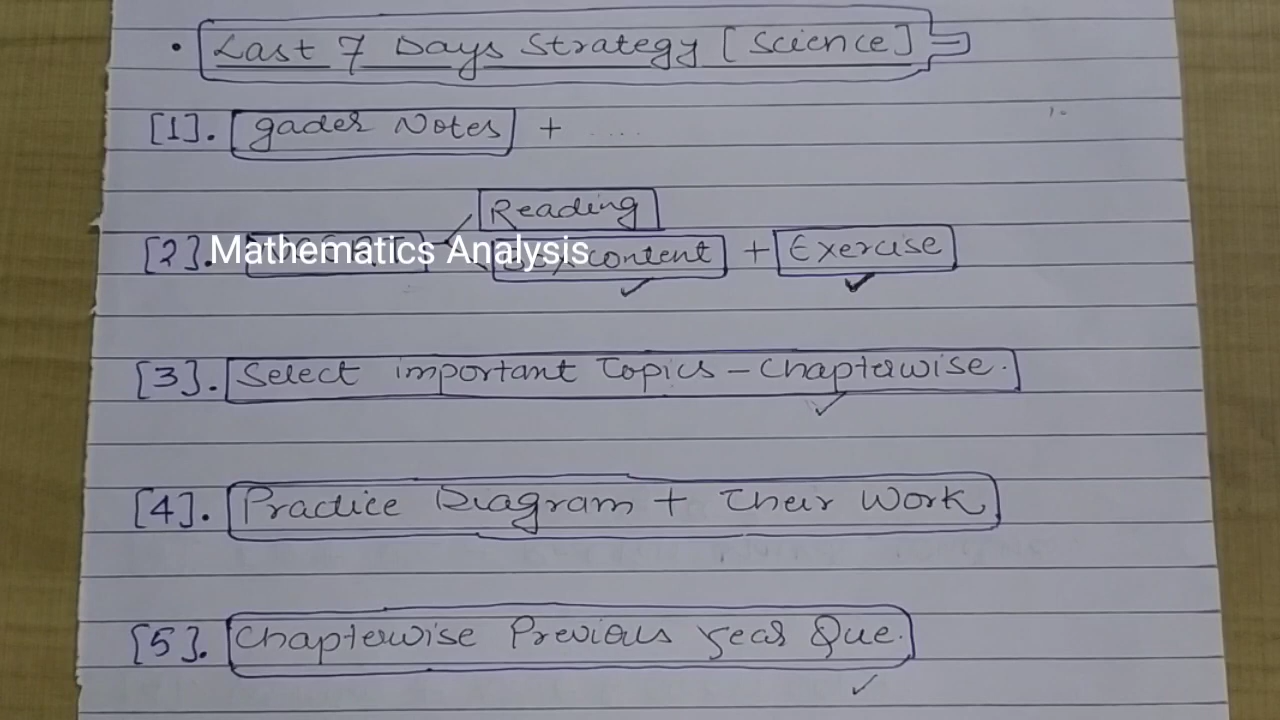 • Last 7 Days Strategy [Science]
[1]. gader Notes + ....
Reading
[2]. content + Exercise
Mathematics Analysis
[3]. Select important Topics - Chapterwise.
[4]. Practice Diagram + Their Work
[5]. Chapterwise Previous year Que.